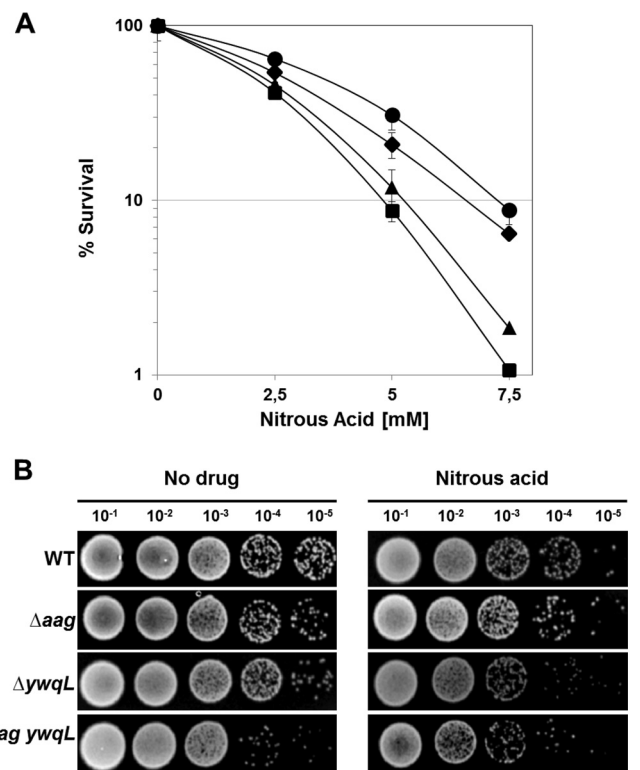 A
100
10
1
% Survival
0 2,5 5 7,5
Nitrous Acid [mM]
B
No drug Nitrous acid
10-1 10-2 10-3 10-4 10-5 10-1 10-2 10-3 10-4 10-5
WT
Δaag
ΔywqL
ag ywqL